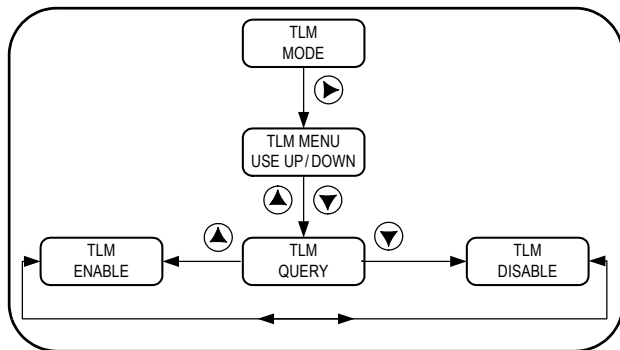 TLM
MODE
TLM MENU
USE UP/DOWN
TLM
ENABLE
TLM
QUERY
TLM
DISABLE